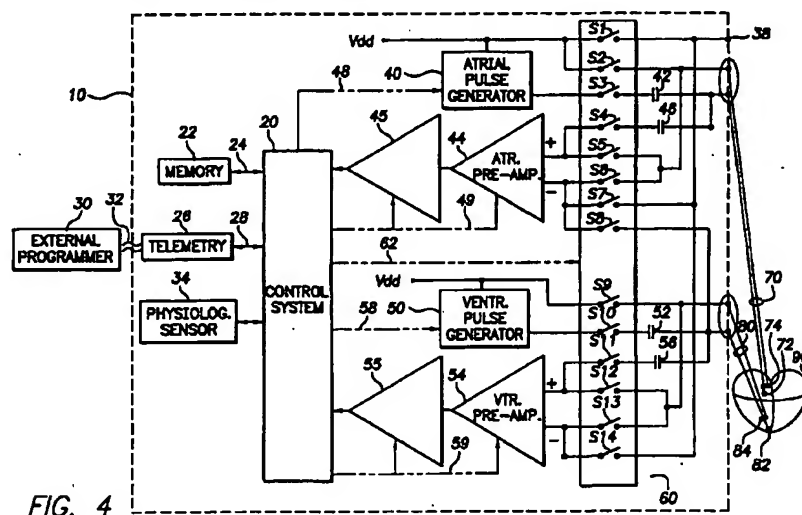 Vdd
S1
38
S2
10
48
40
ATRIAL
PULSE
GENERATOR
S3
42
46
20
45
44
S4
22
24
MEMORY
ATR.
PRE-AMP.
+
S5
S6
−
S7
S8
30
32
26
28
EXTERNAL
PROGRAMMER
TELEMETRY
49
62
34
PHYSIOLOG.
SENSOR
CONTROL
SYSTEM
Vdd
S9
58
50
VENTR.
PULSE
GENERATOR
S10
52
S11
56
70
80
74
72
55
54
VTR.
PRE-AMP.
+
S12
S13
−
S14
59
84
82
60
FIG. 4